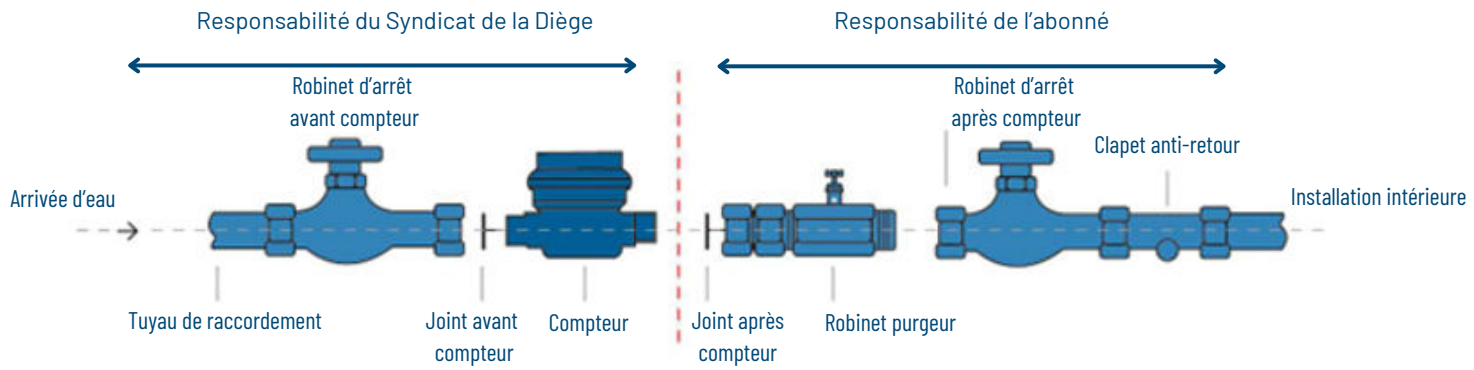 Responsabilité du Syndicat de la Diège
Responsabilité de l'abonné
Robinet d'arrêt
avant compteur
Robinet d'arrêt
après compteur
Clapet anti-retour
Arrivée d'eau
Installation intérieure
Tuyau de raccordement
Joint avant
compteur
Compteur
Joint après
compteur
Robinet purgeur